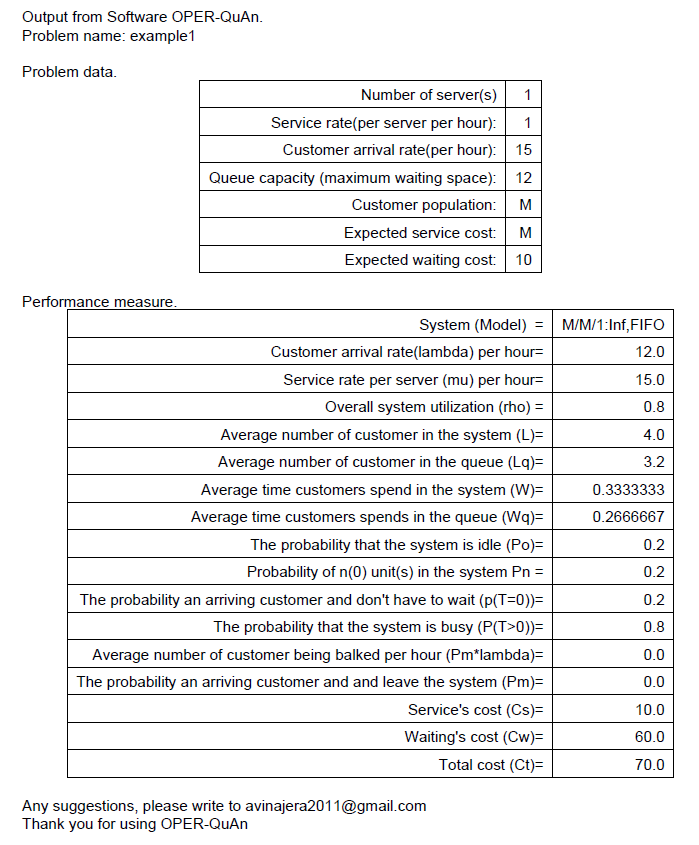 Output from Software OPER-QuAn.
Problem name: example1
Problem data.
Number of server(s) 1
Service rate(per server per hour): 1
Customer arrival rate(per hour): 15
Queue capacity (maximum waiting space): 12
Customer population: M
Expected service cost: M
Expected waiting cost: 10
Performance measure.
System (Model) = M/M/1:Inf,FIFO
Customer arrival rate(lambda) per hour= 12.0
Service rate per server (mu) per hour= 15.0
Overall system utilization (rho) = 0.8
Average number of customer in the system (L)= 4.0
Average number of customer in the queue (Lq)= 3.2
Average time customers spend in the system (W)= 0.3333333
Average time customers spends in the queue (Wq)= 0.2666667
The probability that the system is idle (Po)= 0.2
Probability of n(0) unit(s) in the system Pn = 0.2
The probability an arriving customer and don't have to wait (p(T=0))= 0.2
The probability that the system is busy (P(T>0))= 0.8
Average number of customer being balked per hour (Pm*lambda)= 0.0
The probability an arriving customer and and leave the system (Pm)= 0.0
Service's cost (Cs)= 10.0
Waiting's cost (Cw)= 60.0
Total cost (Ct)= 70.0
Any suggestions, please write to avinajera2011@gmail.com
Thank you for using OPER-QuAn